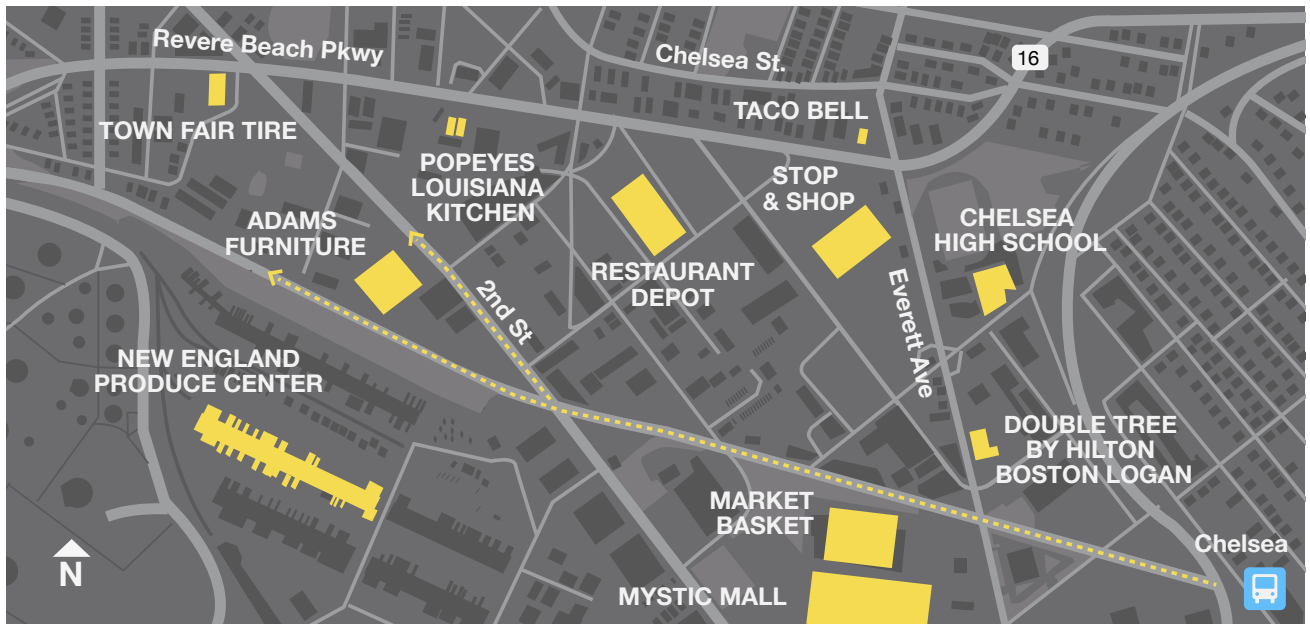 Revere Beach Pkwy
Chelsea St.
16
TACO BELL
TOWN FAIR TIRE
POPEYES
LOUISIANA
KITCHEN
STOP
& SHOP
ADAMS
FURNITURE
CHELSEA
HIGH SCHOOL
RESTAURANT
DEPOT
2nd St
Everett Ave
NEW ENGLAND
PRODUCE CENTER
DOUBLE TREE
BY HILTON
BOSTON LOGAN
MARKET
BASKET
Chelsea
N
MYSTIC MALL